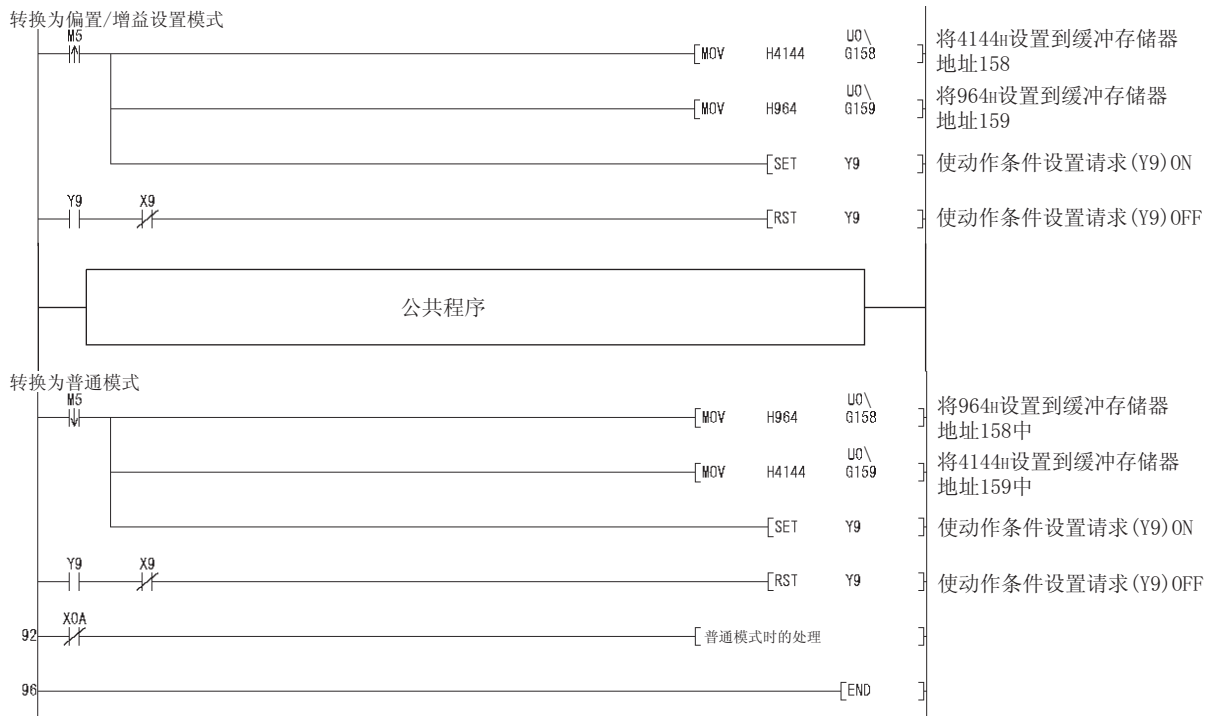 转换为偏置/增益设置模式
M5
MOV H4144 U0\
G158
将4144H设置到缓冲存储器
地址158
MOV H964 U0\
G159
将964H设置到缓冲存储器
地址159
SET Y9
使动作条件设置请求(Y9)ON
Y9 X9
RST Y9
使动作条件设置请求(Y9)OFF
公共程序
转换为普通模式
M5
MOV H964 U0\
G158
将964H设置到缓冲存储器
地址158中
MOV H4144 U0\
G159
将4144H设置到缓冲存储器
地址159中
SET Y9
使动作条件设置请求(Y9)ON
Y9 X9
RST Y9
使动作条件设置请求(Y9)OFF
X0A
92
普通模式时的处理
96
END